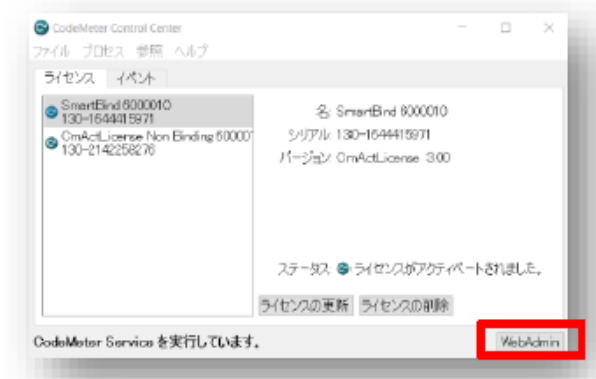 CodeMeter Control Center
ファイル プロセス 参照 ヘルプ
ライセンス イベント
SmartBind 6000010
130-1644415971
CmActLicense Non Binding 60000
130-2142258276
名: SmartBind 6000010
シリアル: 130-1644415971
バージョン: CmActLicense 3.00
ステータス: ライセンスがアクティベートされました。
ライセンスの更新 ライセンスの削除
CodeMeter Service を実行しています。
WebAdmin